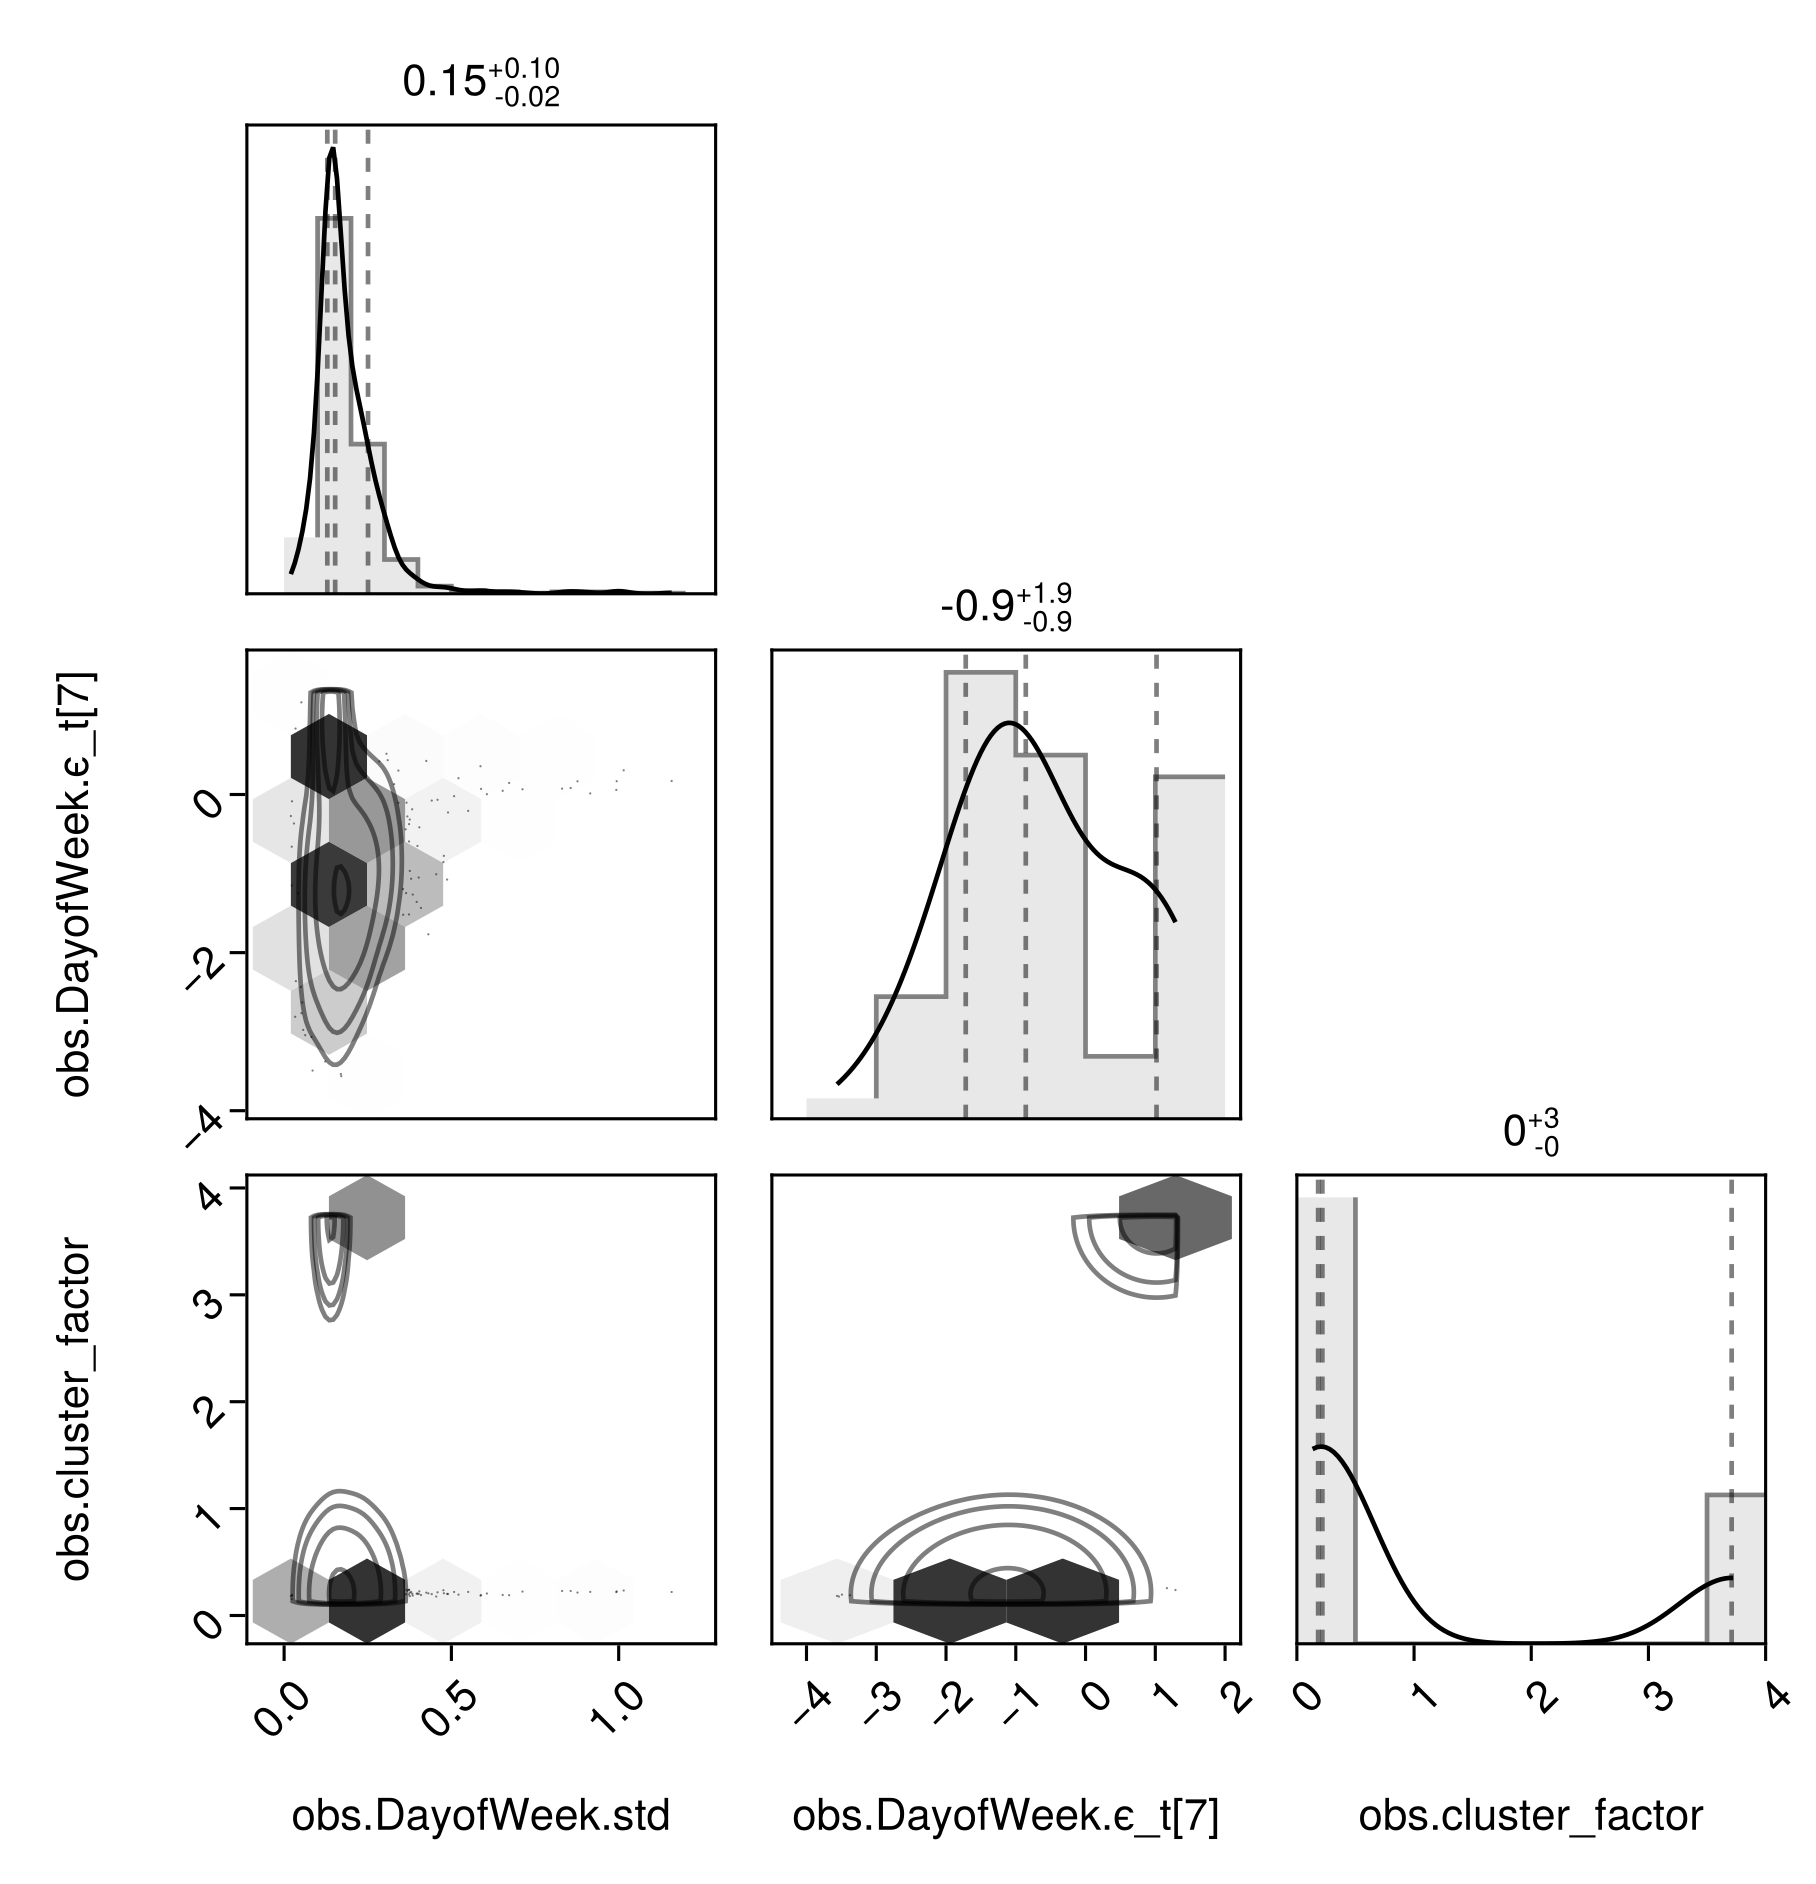 0.15+0.10-0.02
-0.9+1.9-0.9
obs.DayofWeek.ϵ_t[7]
0
−2
−4
0+3-0
obs.cluster_factor
4
3
2
1
0
0.0 0.5 1.0
−4 −3 −2 −1 0 1 2
0 1 2 3 4
obs.DayofWeek.std
obs.DayofWeek.ϵ_t[7]
obs.cluster_factor